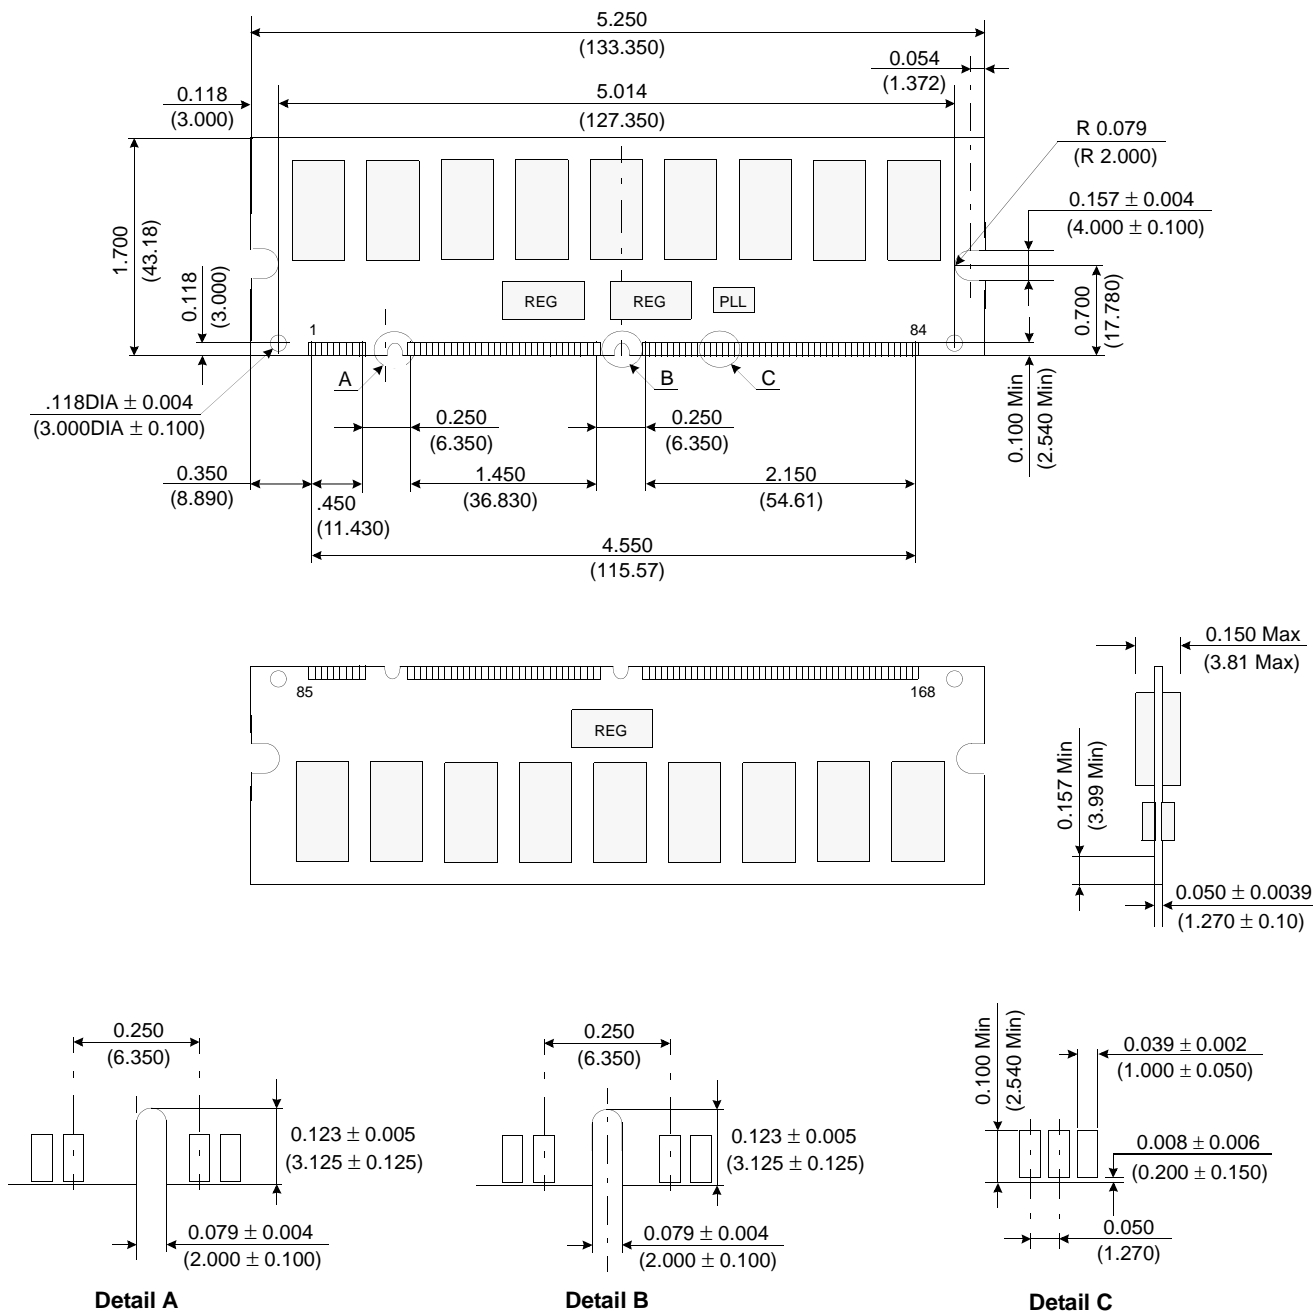 5.250
(133.350)
0.054
(1.372)
0.118
(3.000)
5.014
(127.350)
R 0.079
(R 2.000)
0.157 ± 0.004
(4.000 ± 0.100)
1.700
(43.18)
0.118
(3.000)
REG
REG
PLL
0.700
(17.780)
1
84
A
B
C
.118DIA ± 0.004
(3.000DIA ± 0.100)
0.250
(6.350)
0.250
(6.350)
0.100 Min
(2.540 Min)
0.350
(8.890)
.450
(11.430)
1.450
(36.830)
2.150
(54.61)
4.550
(115.57)
85
168
REG
0.150 Max
(3.81 Max)
0.157 Min
(3.99 Min)
0.050 ± 0.0039
(1.270 ± 0.10)
0.250
(6.350)
0.123 ± 0.005
(3.125 ± 0.125)
0.079 ± 0.004
(2.000 ± 0.100)
Detail A
0.250
(6.350)
0.123 ± 0.005
(3.125 ± 0.125)
0.079 ± 0.004
(2.000 ± 0.100)
Detail B
0.100 Min
(2.540 Min)
0.039 ± 0.002
(1.000 ± 0.050)
0.008 ± 0.006
(0.200 ± 0.150)
0.050
(1.270)
Detail C